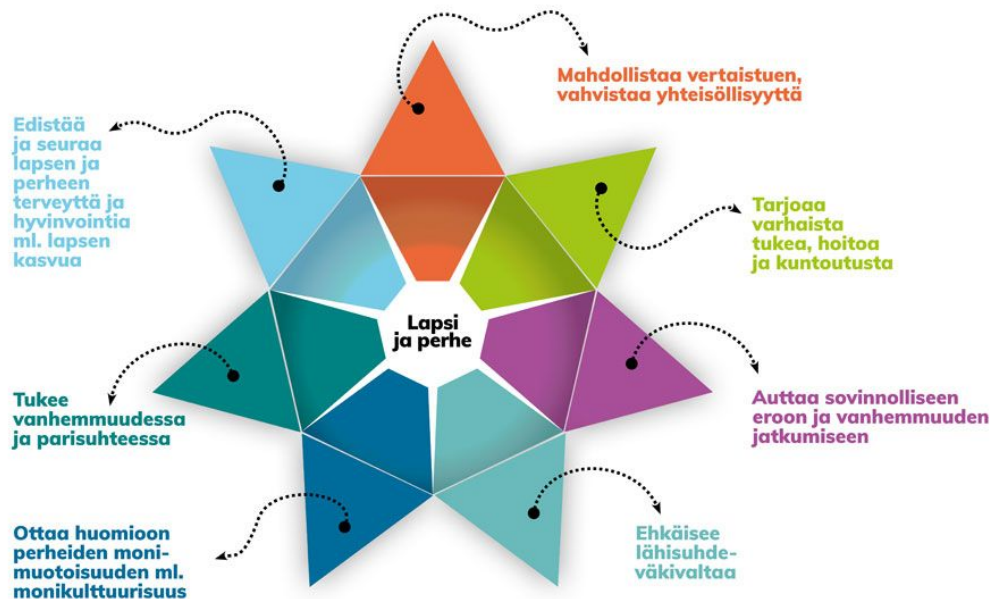 Mahdollistaa vertaistuen,
vahvistaa yhteisöllisyyttä
Tarjoaa
varhaista
tukea, hoitoa
ja kuntoutusta
Auttaa sovinnolliseen
eroon ja vanhemmuuden
jatkumiseen
Ehkäisee
lähisuhde-
väkivaltaa
Ottaa huomioon
perheiden moni-
muotoisuuden ml.
monikulttuurisuus
Tukee
vanhemmuudessa
ja parisuhteessa
Edistää
ja seuraa
lapsen ja
perheen
terveyttä ja
hyvinvointia
ml. lapsen
kasvua
Lapsi
ja perhe